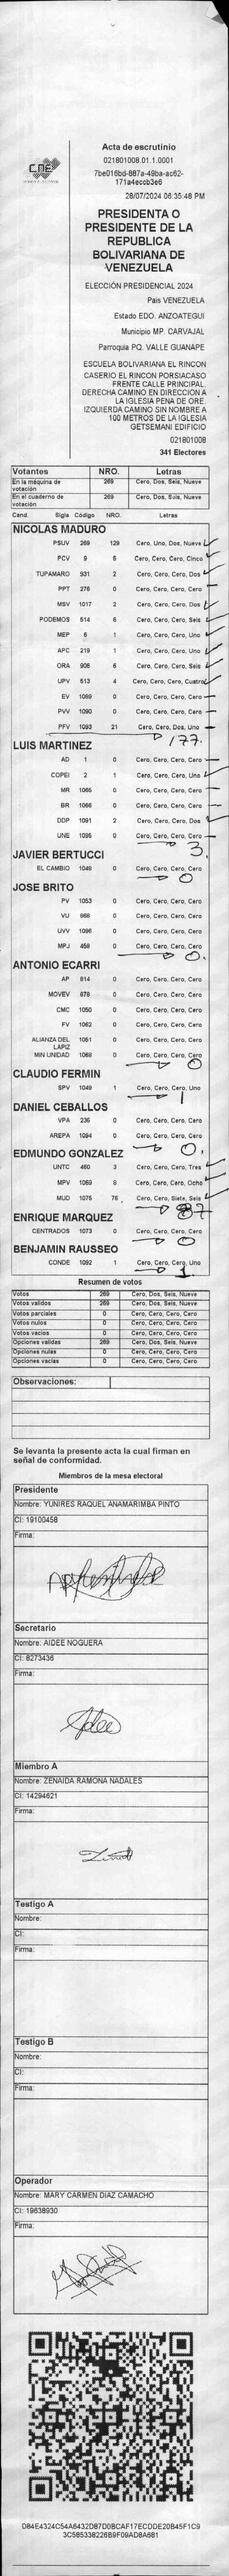 CNE
Acta de escrutinio
021801008.01.1.0001
7be016bd-887a-49ba-ac62-
171a4eccb3e6
28/07/2024 06:35:48 PM
PRESIDENTA O
PRESIDENTE DE LA
REPUBLICA
BOLIVARIANA DE
VENEZUELA
ELECCIÓN PRESIDENCIAL 2024
Pais VENEZUELA
Estado EDO. ANZOATEGUI
Municipio MP. CARVAJAL
Parroquia PQ. VALLE GUANAPE
ESCUELA BOLIVARIANA EL RINCON
CASERIO EL RINCON PORSIACASO
FRENTE CALLE PRINCIPAL.
DERECHA CAMINO EN DIRECCION A
LA IGLESIA PENA DE ORE.
IZQUIERDA CAMINO SIN NOMBRE A
100 METROS DE LA IGLESIA
GETSEMANI EDIFICIO
021801008
341 Electores
Votantes NRO. Letras
En la máquina de votación 269 Cero, Dos, Seis, Nueve
En el cuaderno de votación 269 Cero, Dos, Seis, Nueve
Cand. Sigla Código NRO. Letras
NICOLAS MADURO
PSUV 269 129 Cero, Uno, Dos, Nueve
PCV 9 5 Cero, Cero, Cero, Cinco
TUPAMARO 931 2 Cero, Cero, Cero, Dos
PPT 276 0 Cero, Cero, Cero, Cero
MSV 1017 2 Cero, Cero, Cero, Dos
PODEMOS 514 6 Cero, Cero, Cero, Seis
MEP 6 1 Cero, Cero, Cero, Uno
APC 219 1 Cero, Cero, Cero, Uno
ORA 906 6 Cero, Cero, Cero, Seis
UPV 513 4 Cero, Cero, Cero, Cuatro
EV 1089 0 Cero, Cero, Cero, Cero
PVV 1090 0 Cero, Cero, Cero, Cero
PFV 1093 21 Cero, Cero, Dos, Uno
177.
LUIS MARTINEZ
AD 1 0 Cero, Cero, Cero, Cero
COPEI 2 1 Cero, Cero, Cero, Uno
MR 1065 0 Cero, Cero, Cero, Cero
BR 1066 0 Cero, Cero, Cero, Cero
DDP 1091 2 Cero, Cero, Cero, Dos
UNE 1095 0 Cero, Cero, Cero, Cero
3.
JAVIER BERTUCCI
EL CAMBIO 1048 0 Cero, Cero, Cero, Cero
0
JOSE BRITO
PV 1053 0 Cero, Cero, Cero, Cero
VU 868 0 Cero, Cero, Cero, Cero
UVV 1096 0 Cero, Cero, Cero, Cero
MPJ 458 0 Cero, Cero, Cero, Cero
0.
ANTONIO ECARRI
AP 814 0 Cero, Cero, Cero, Cero
MOVEV 878 0 Cero, Cero, Cero, Cero
CMC 1050 0 Cero, Cero, Cero, Cero
FV 1062 0 Cero, Cero, Cero, Cero
ALIANZA DEL LAPIZ 1051 0 Cero, Cero, Cero, Cero
MIN UNIDAD 1068 0 Cero, Cero, Cero, Cero
0
CLAUDIO FERMIN
SPV 1049 1 Cero, Cero, Cero, Uno
1
DANIEL CEBALLOS
VPA 236 0 Cero, Cero, Cero, Cero
AREPA 1094 0 Cero, Cero, Cero, Cero
0.
EDMUNDO GONZALEZ
UNTC 460 3 Cero, Cero, Cero, Tres
MPV 1069 8 Cero, Cero, Cero, Ocho
MUD 1075 76 Cero, Cero, Siete, Seis
87
ENRIQUE MARQUEZ
CENTRADOS 1073 0 Cero, Cero, Cero, Cero
0
BENJAMIN RAUSSEO
CONDE 1092 1 Cero, Cero, Cero, Uno
1
Resumen de votos
Votos 269 Cero, Dos, Seis, Nueve
Votos validos 269 Cero, Dos, Seis, Nueve
Votos parciales 0 Cero, Cero, Cero, Cero
Votos nulos 0 Cero, Cero, Cero, Cero
Votos vacios 0 Cero, Cero, Cero, Cero
Opciones validas 269 Cero, Dos, Seis, Nueve
Opciones nulas 0 Cero, Cero, Cero, Cero
Opciones vacias 0 Cero, Cero, Cero, Cero
Observaciones:
Se levanta la presente acta la cual firman en
señal de conformidad.
Miembros de la mesa electoral
Presidente
Nombre: YUNIRES RAQUEL ANAMARIMBA PINTO
CI: 19100458
Firma:
Secretario
Nombre: AIDEE NOGUERA
CI: 8273436
Firma:
Miembro A
Nombre: ZENAIDA RAMONA NADALES
CI: 14294621
Firma:
Testigo A
Nombre:
CI:
Firma:
Testigo B
Nombre:
CI:
Firma:
Operador
Nombre: MARY CARMEN DIAZ CAMACHO
CI: 19638930
Firma:
D84E4324C54A6432D87D0BCAF17ECDDE20B45F1C9
3C585338226B9F09AD8A681